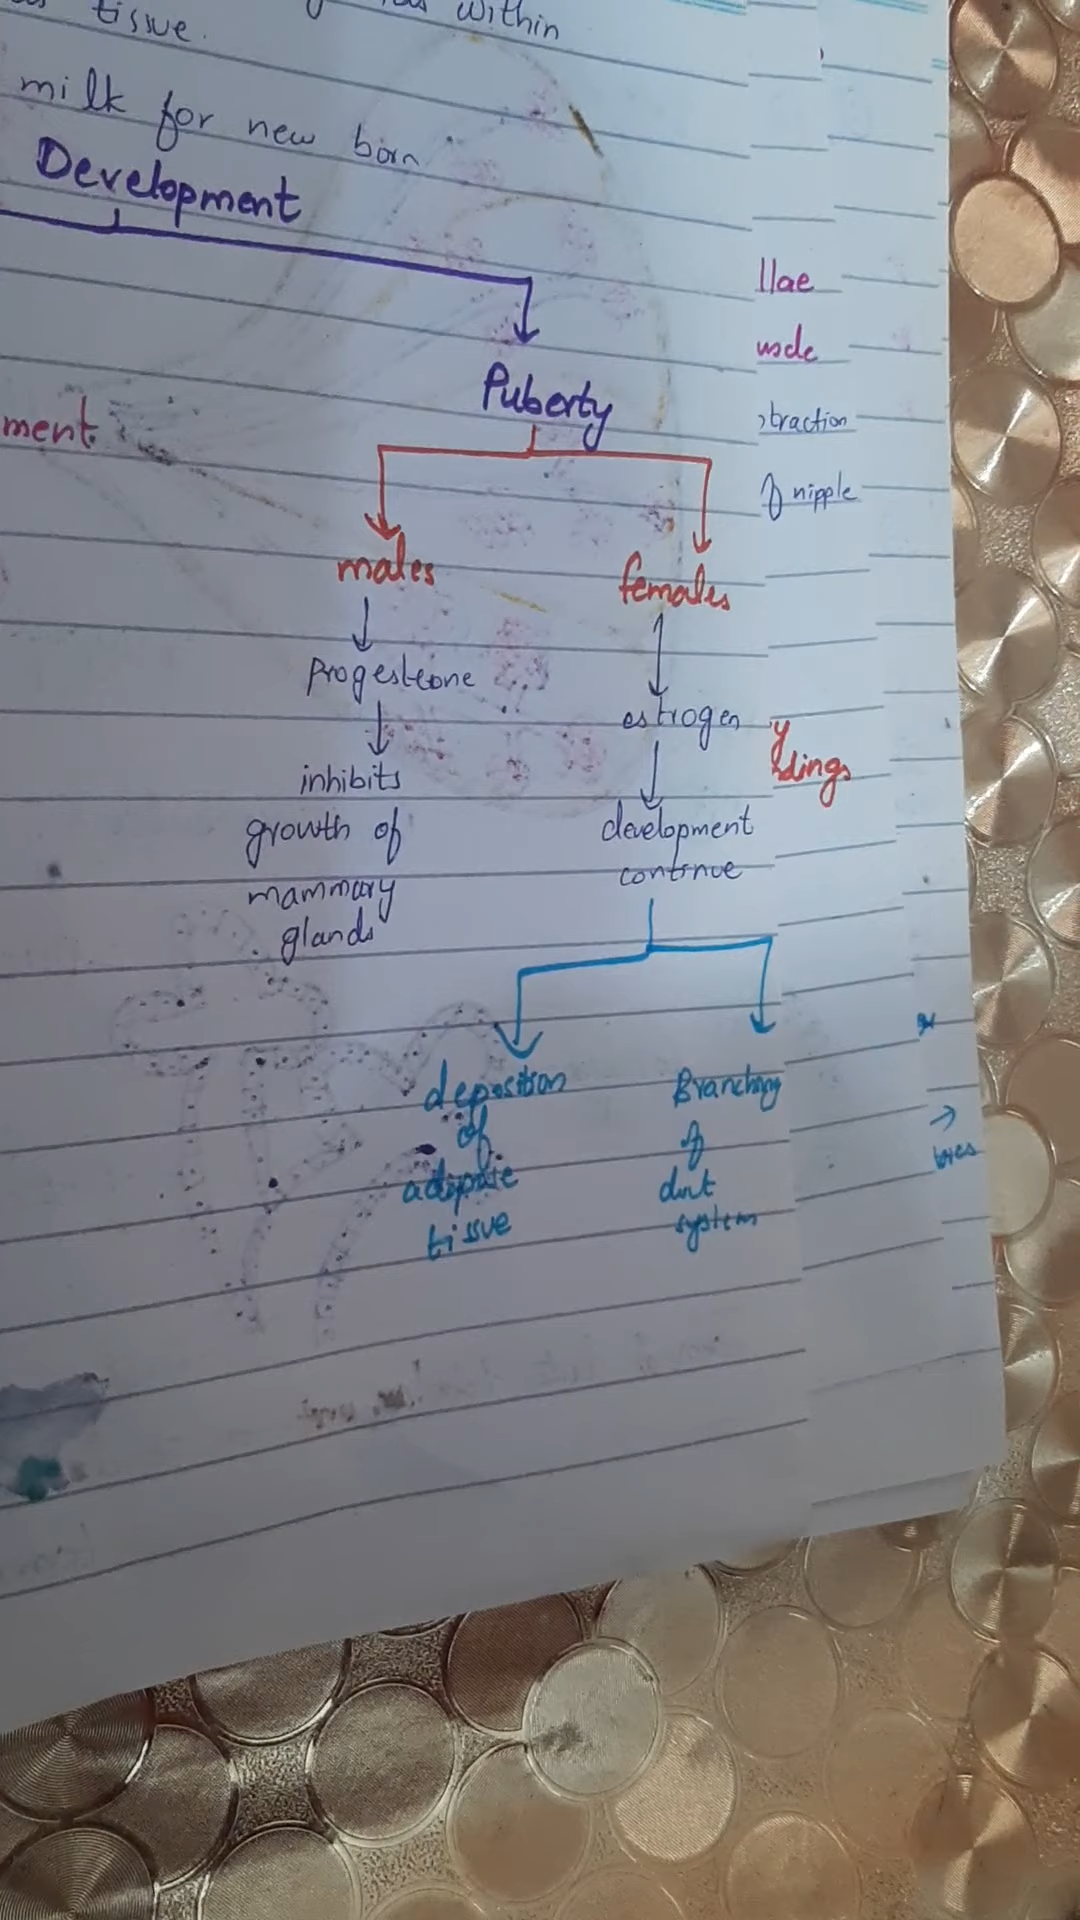 tissue.
within
milk for new born
Development
Puberty
ment.
males
females
progesterone
estrogen
inhibits
growth of
mammary
glands
development
continue
deposition
of
adipose
tissue
Branching
of
duct
system
llae
uscle
traction
of nipple
y
dings